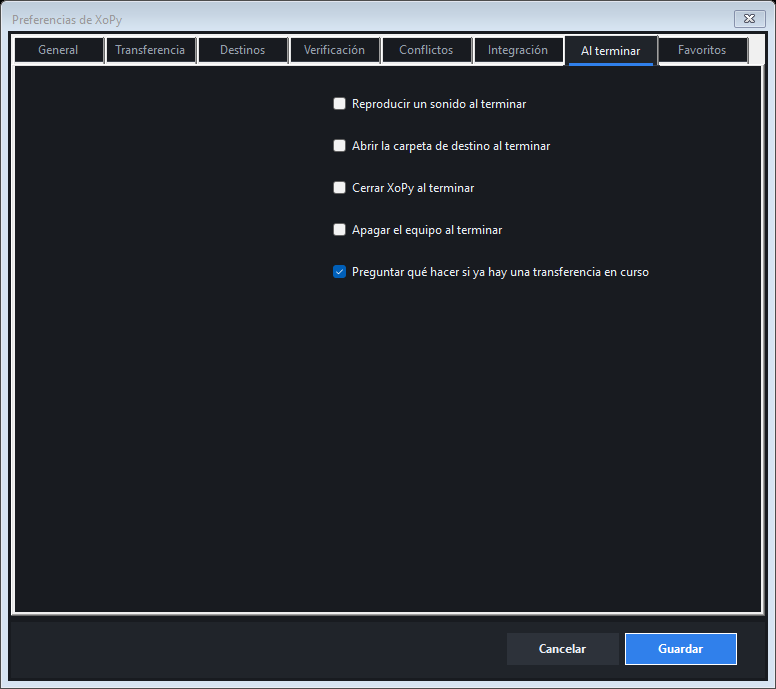 Preferencias de XoPy
General
Transferencia
Destinos
Verificación
Conflictos
Integración
Al terminar
Favoritos
Reproducir un sonido al terminar
Abrir la carpeta de destino al terminar
Cerrar XoPy al terminar
Apagar el equipo al terminar
Preguntar qué hacer si ya hay una transferencia en curso
Cancelar
Guardar